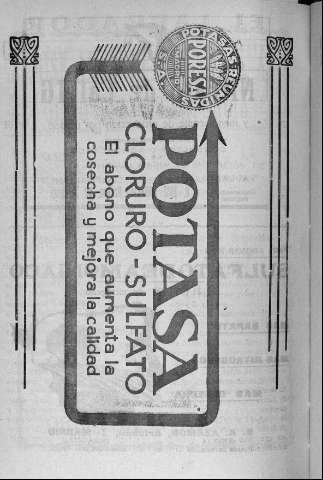 POTASAS REUNIDAS
PORESA
S.A.
POTASA
CLORURO - SULFATO
El abono que aumenta la
cosecha y mejora la calidad